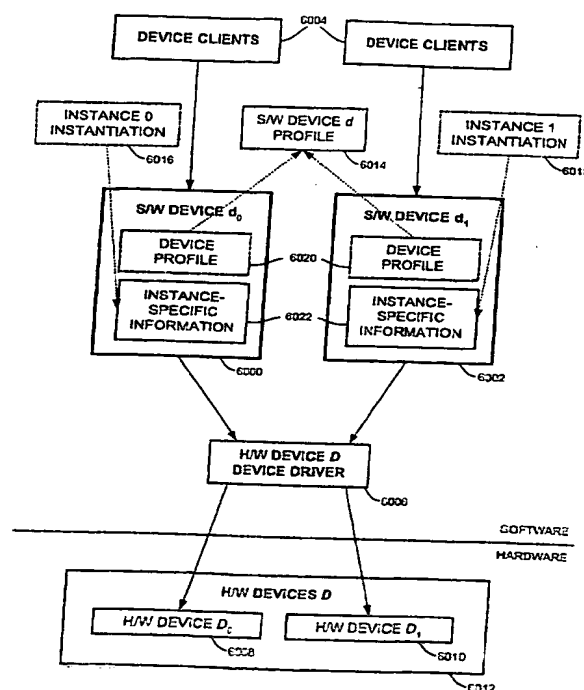 6004
DEVICE CLIENTS
DEVICE CLIENTS
INSTANCE 0
INSTANTIATION
6016
S/W DEVICE d
PROFILE
6014
INSTANCE 1
INSTANTIATION
S/W DEVICE d0
DEVICE
PROFILE
INSTANCE-
SPECIFIC
INFORMATION
6020
6022
S/W DEVICE d1
DEVICE
PROFILE
INSTANCE-
SPECIFIC
INFORMATION
6000
6002
H/W DEVICE D
DEVICE DRIVER
6006
SOFTWARE
HARDWARE
H/W DEVICES D
H/W DEVICE D0
6008
H/W DEVICE D1
6010
6012